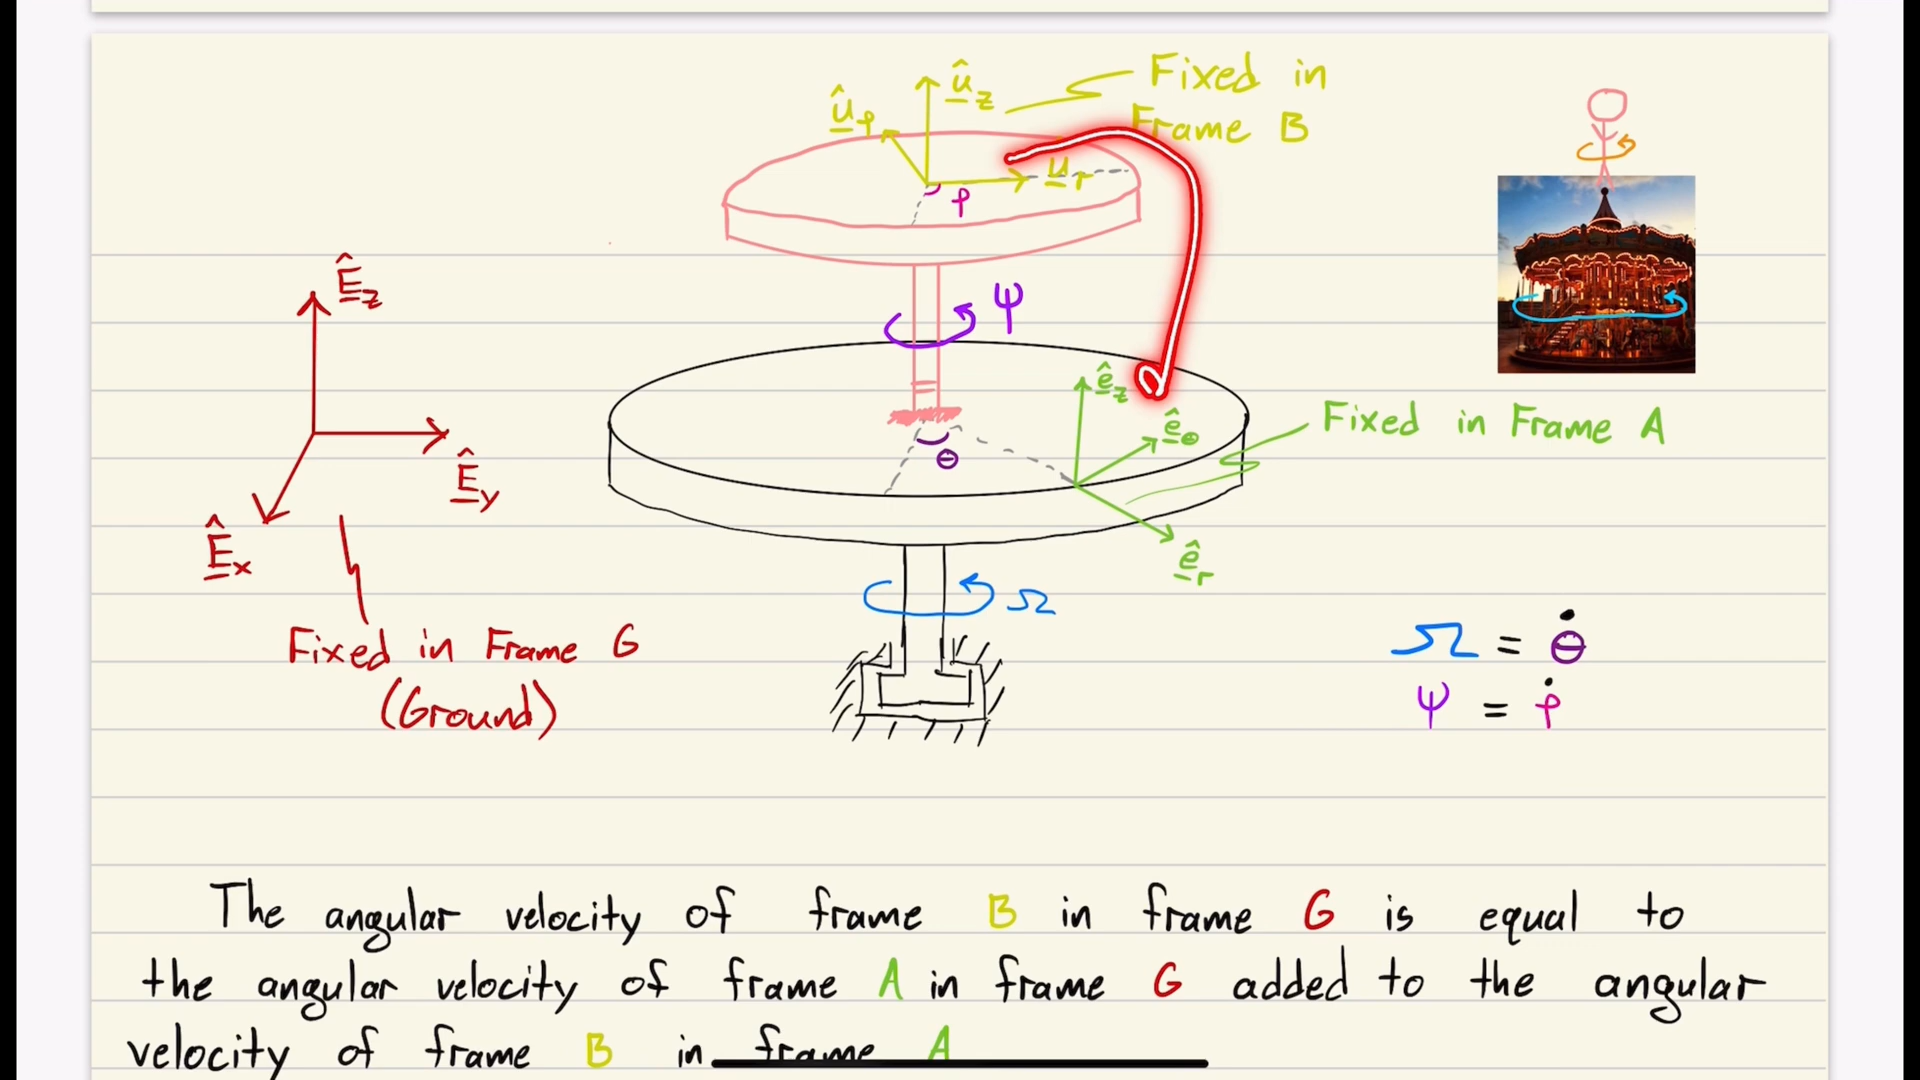 û_z
Fixed in
û_φ
Frame B
u_r
φ
Ê_z
ψ
ê_z
Fixed in Frame A
ê_θ
θ
Ê_y
Ê_x
ê_r
Ω
Fixed in Frame G
(Ground)
Ω = θ̇
ψ = φ̇
The angular velocity of frame B in frame G is equal to
the angular velocity of frame A in frame G added to the angular
velocity of frame B in frame A